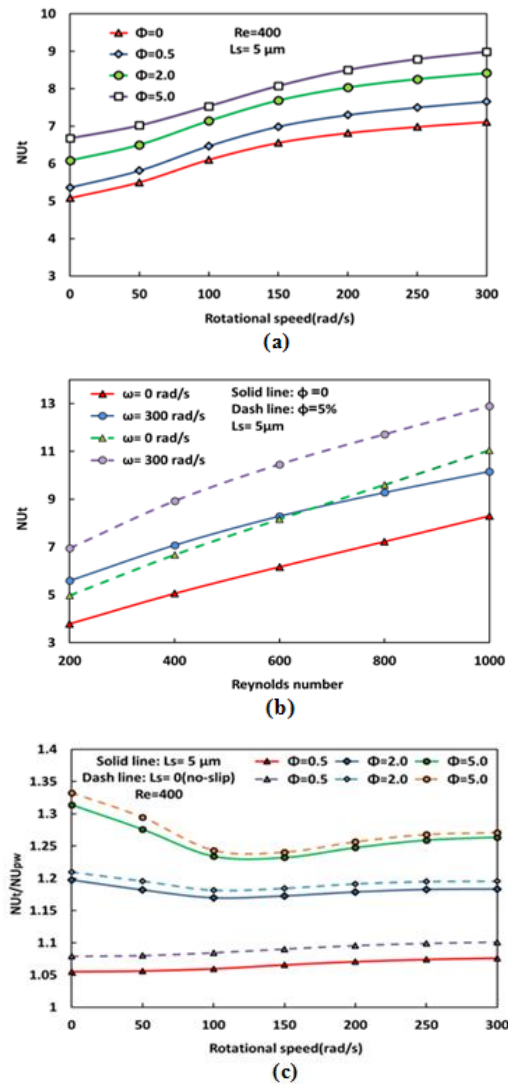 10
9
8
7
6
5
4
3
NUt
Φ=0
Φ=0.5
Φ=2.0
Φ=5.0
Re=400
Ls= 5 µm
0 50 100 150 200 250 300
Rotational speed(rad/s)
(a)
13
11
9
7
5
3
NUt
ω= 0 rad/s
ω= 300 rad/s
ω= 0 rad/s
ω= 300 rad/s
Solid line: ϕ =0
Dash line: ϕ=5%
Ls= 5µm
200 400 600 800 1000
Reynolds number
(b)
1.4
1.35
1.3
1.25
1.2
1.15
1.1
1.05
1
NUt/NUpw
Solid line: Ls= 5 µm
Dash line: Ls= 0(no-slip)
Re=400
Φ=0.5 Φ=2.0 Φ=5.0
Φ=0.5 Φ=2.0 Φ=5.0
0 50 100 150 200 250 300
Rotational speed(rad/s)
(c)